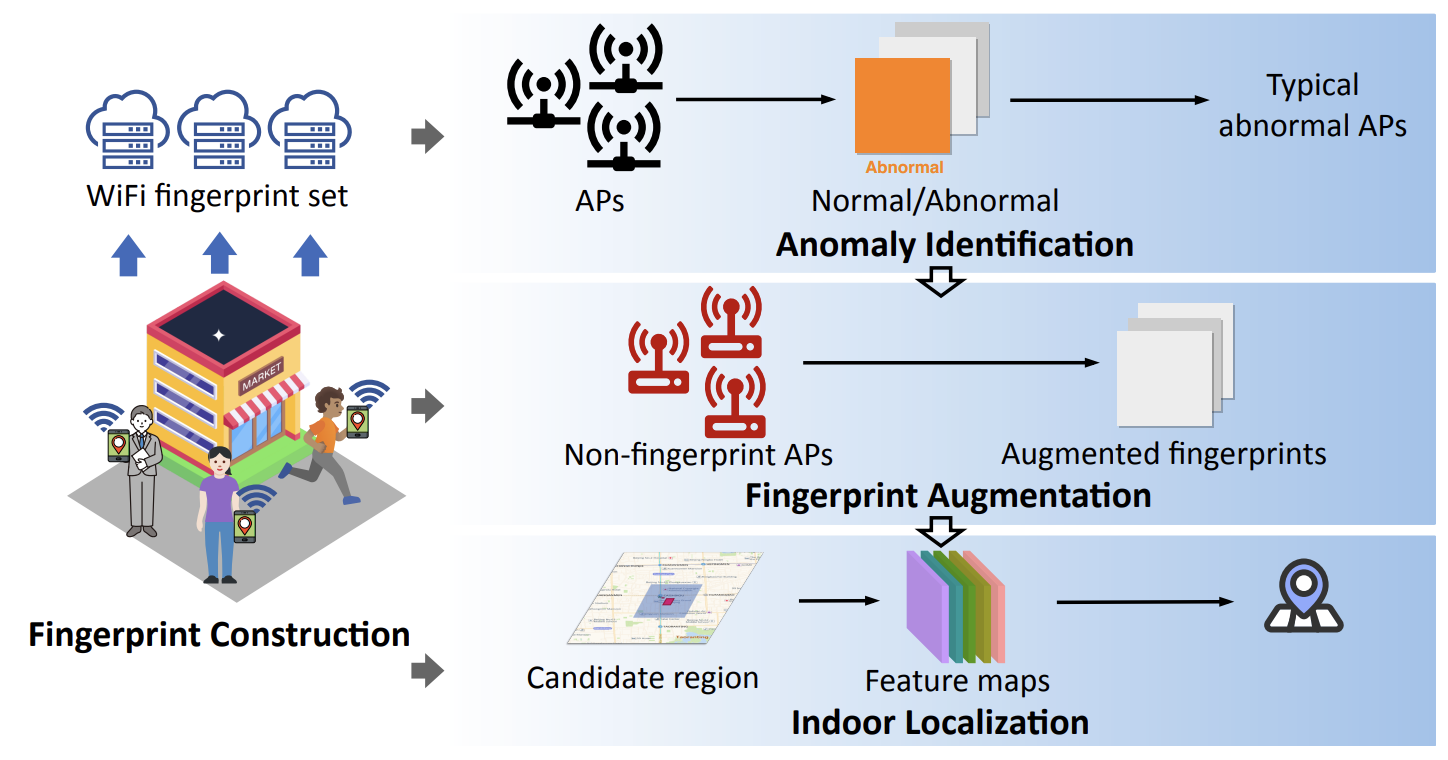 WiFi fingerprint set
MARKET
Fingerprint Construction
APs
Abnormal
Normal/Abnormal
Typical
abnormal APs
Anomaly Identification
Non-fingerprint APs
Augmented fingerprints
Fingerprint Augmentation
Candidate region
Feature maps
Indoor Localization